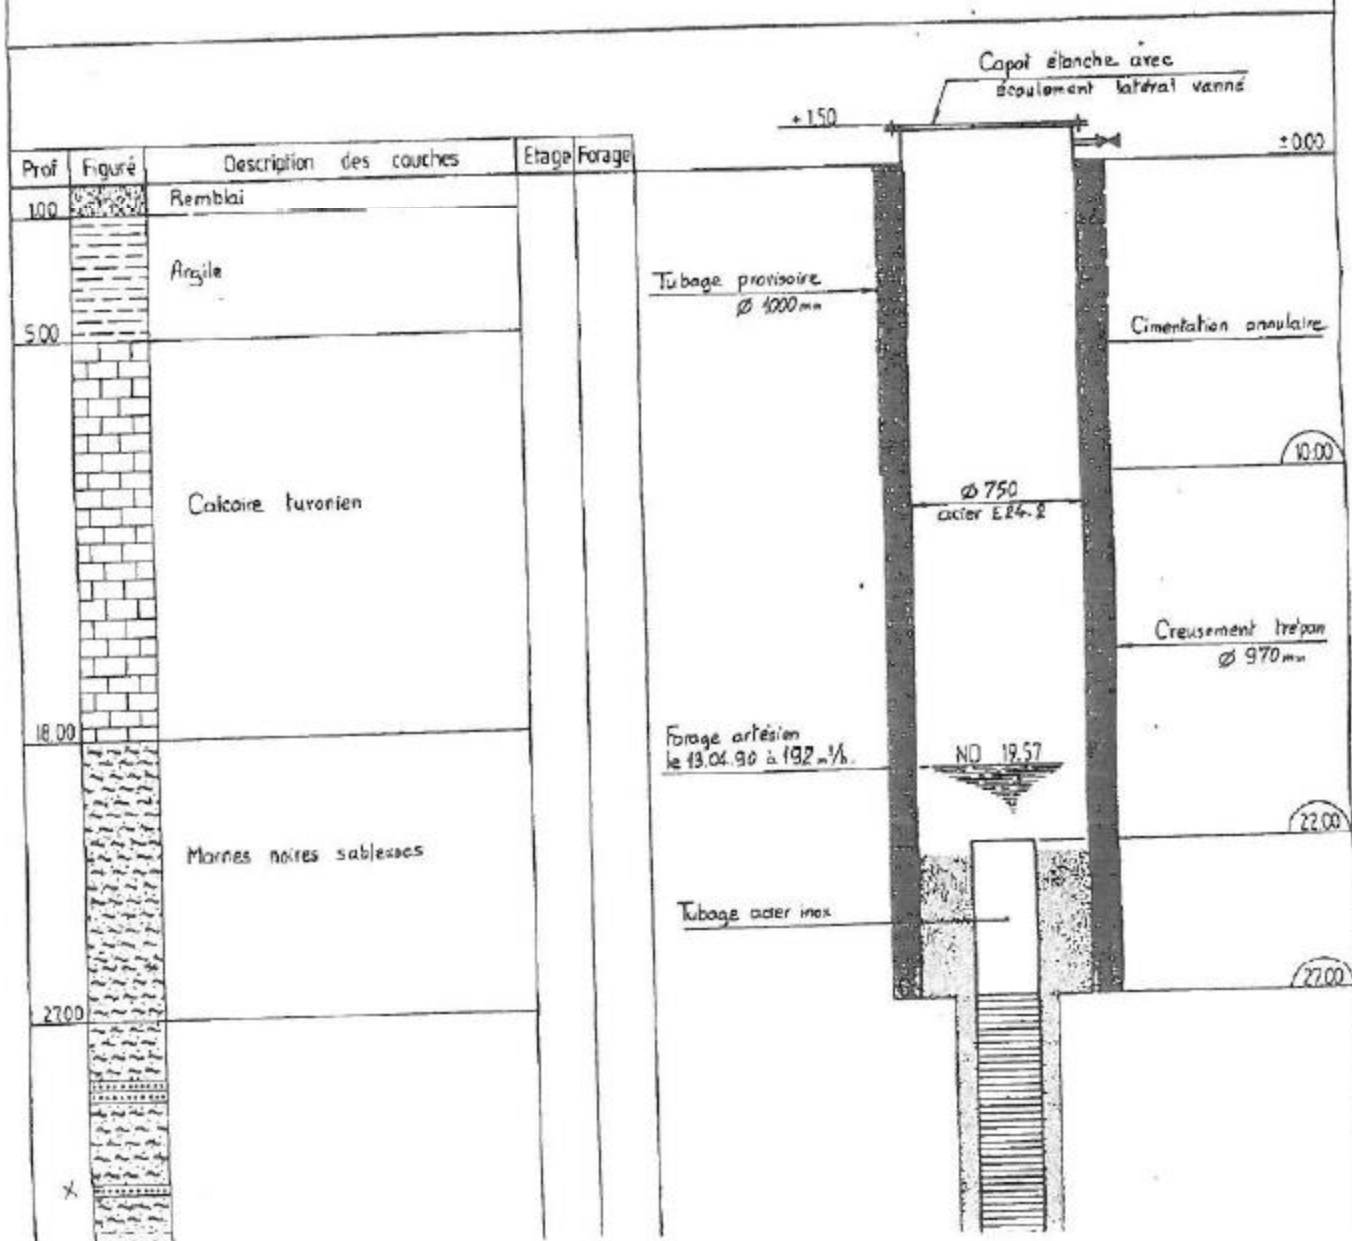 Capot étanche avec
écoulement latéral vanné
+ 1.50
± 0.00
Prof Figuré Description des couches Etage Forage
1.00
Remblai
Argile
5.00
Tubage provisoire
Ø 1000 mm
Cimentation annulaire
10.00
Calcaire turonien
Ø 750
acier E24.2
Creusement trépan
Ø 970 mm
18.00
Forage artésien
le 13.04.90 à 192 m³/h.
ND 19.57
22.00
Marnes noires sableuses
Tubage acier inox
27.00
27.00
X